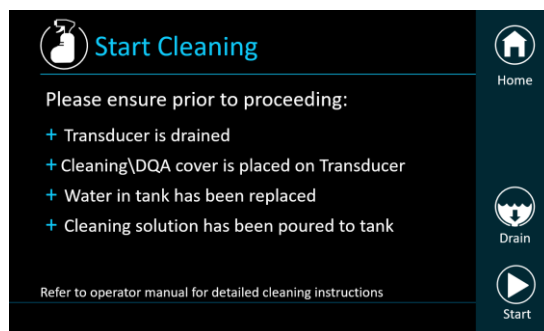 Start Cleaning
Home
Please ensure prior to proceeding:
+ Transducer is drained
+ Cleaning\DQA cover is placed on Transducer
+ Water in tank has been replaced
+ Cleaning solution has been poured to tank
Drain
Refer to operator manual for detailed cleaning instructions
Start